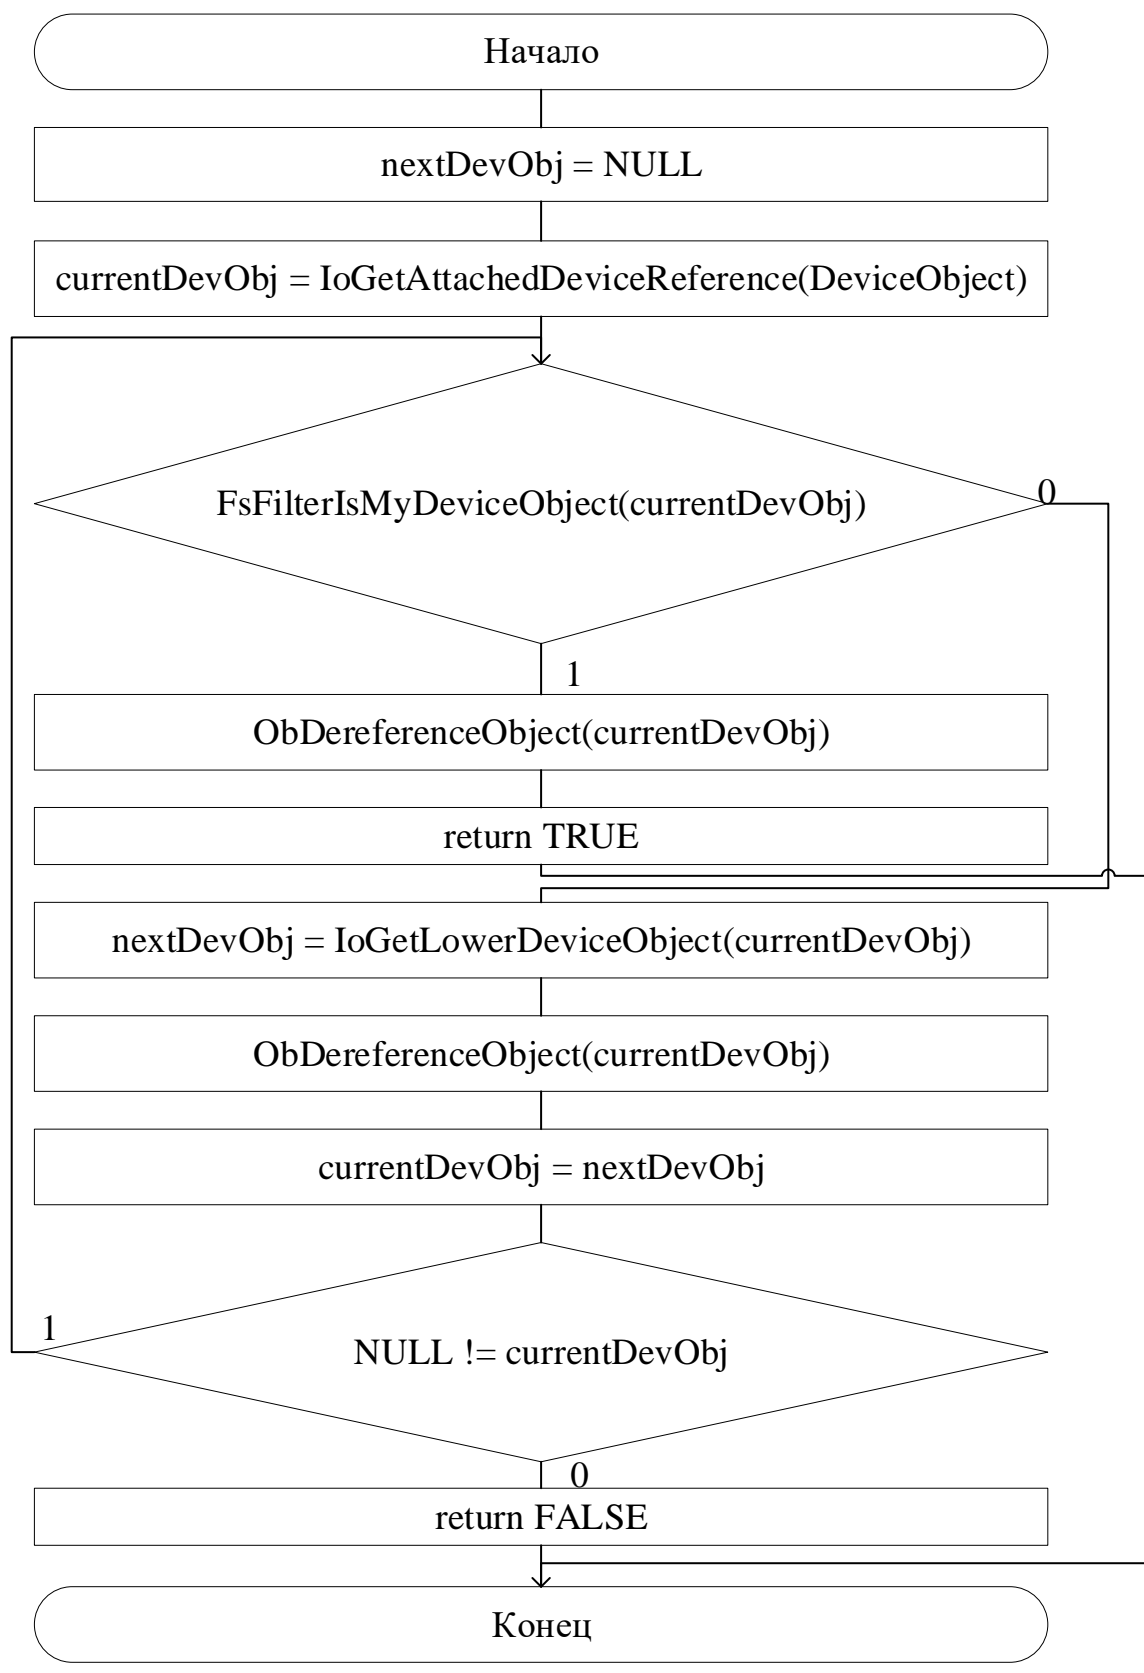 Начало
nextDevObj = NULL
currentDevObj = IoGetAttachedDeviceReference(DeviceObject)
FsFilterIsMyDeviceObject(currentDevObj)
0
1
ObDereferenceObject(currentDevObj)
return TRUE
nextDevObj = IoGetLowerDeviceObject(currentDevObj)
ObDereferenceObject(currentDevObj)
currentDevObj = nextDevObj
1
NULL != currentDevObj
0
return FALSE
Конец